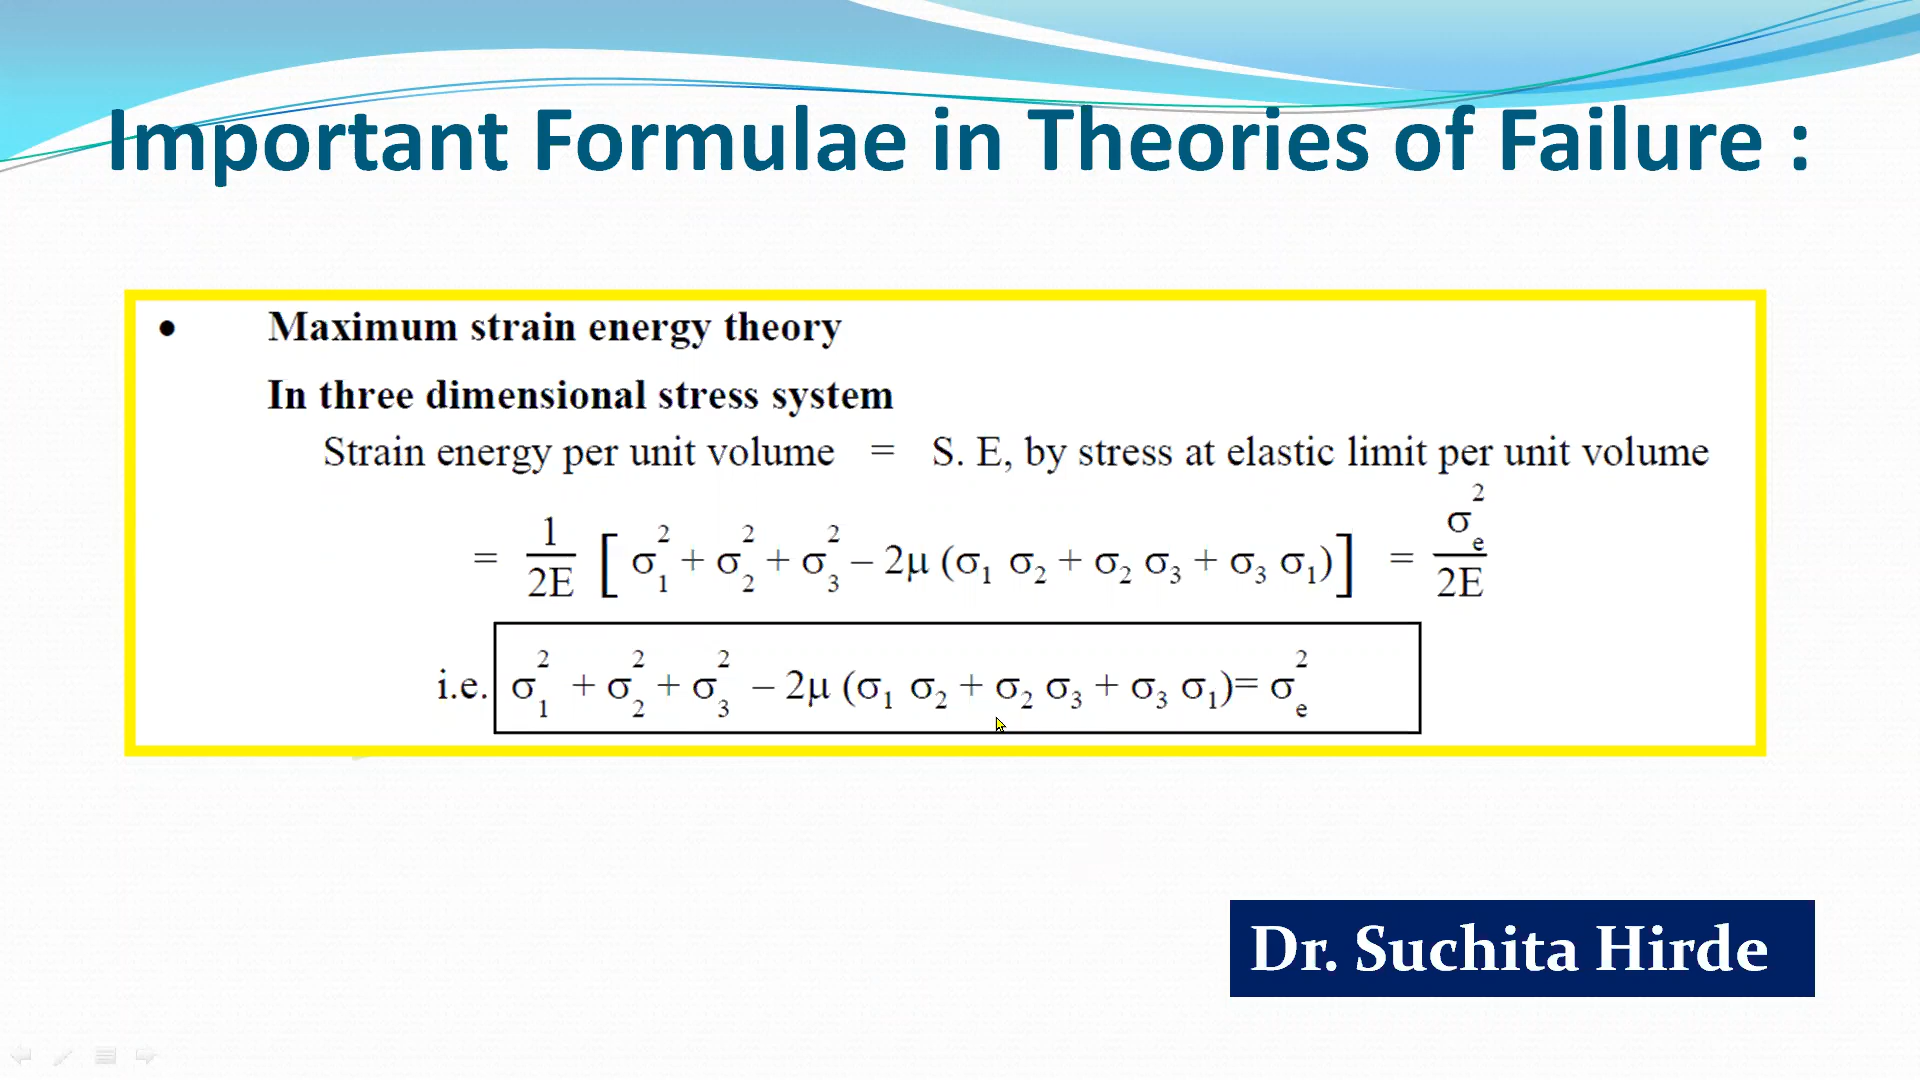 Important Formulae in Theories of Failure :
• Maximum strain energy theory
In three dimensional stress system
Strain energy per unit volume = S. E, by stress at elastic limit per unit volume
= 1/2E [ σ₁² + σ₂² + σ₃² – 2μ (σ₁ σ₂ + σ₂ σ₃ + σ₃ σ₁) ] = σₑ²/2E
i.e. σ₁² + σ₂² + σ₃² – 2μ (σ₁ σ₂ + σ₂ σ₃ + σ₃ σ₁)= σₑ²
Dr. Suchita Hirde